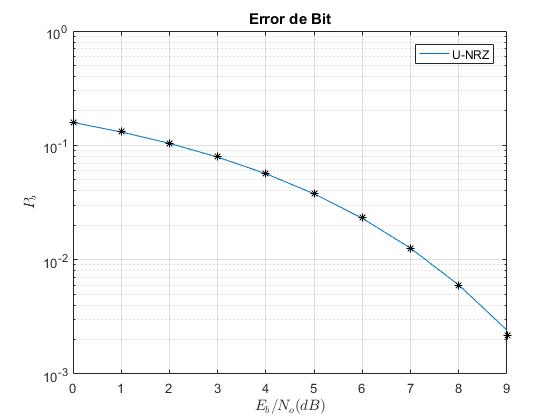 Error de Bit
10^0
U-NRZ
10^-1
P_b
10^-2
10^-3
0 1 2 3 4 5 6 7 8 9
E_b/N_o(dB)